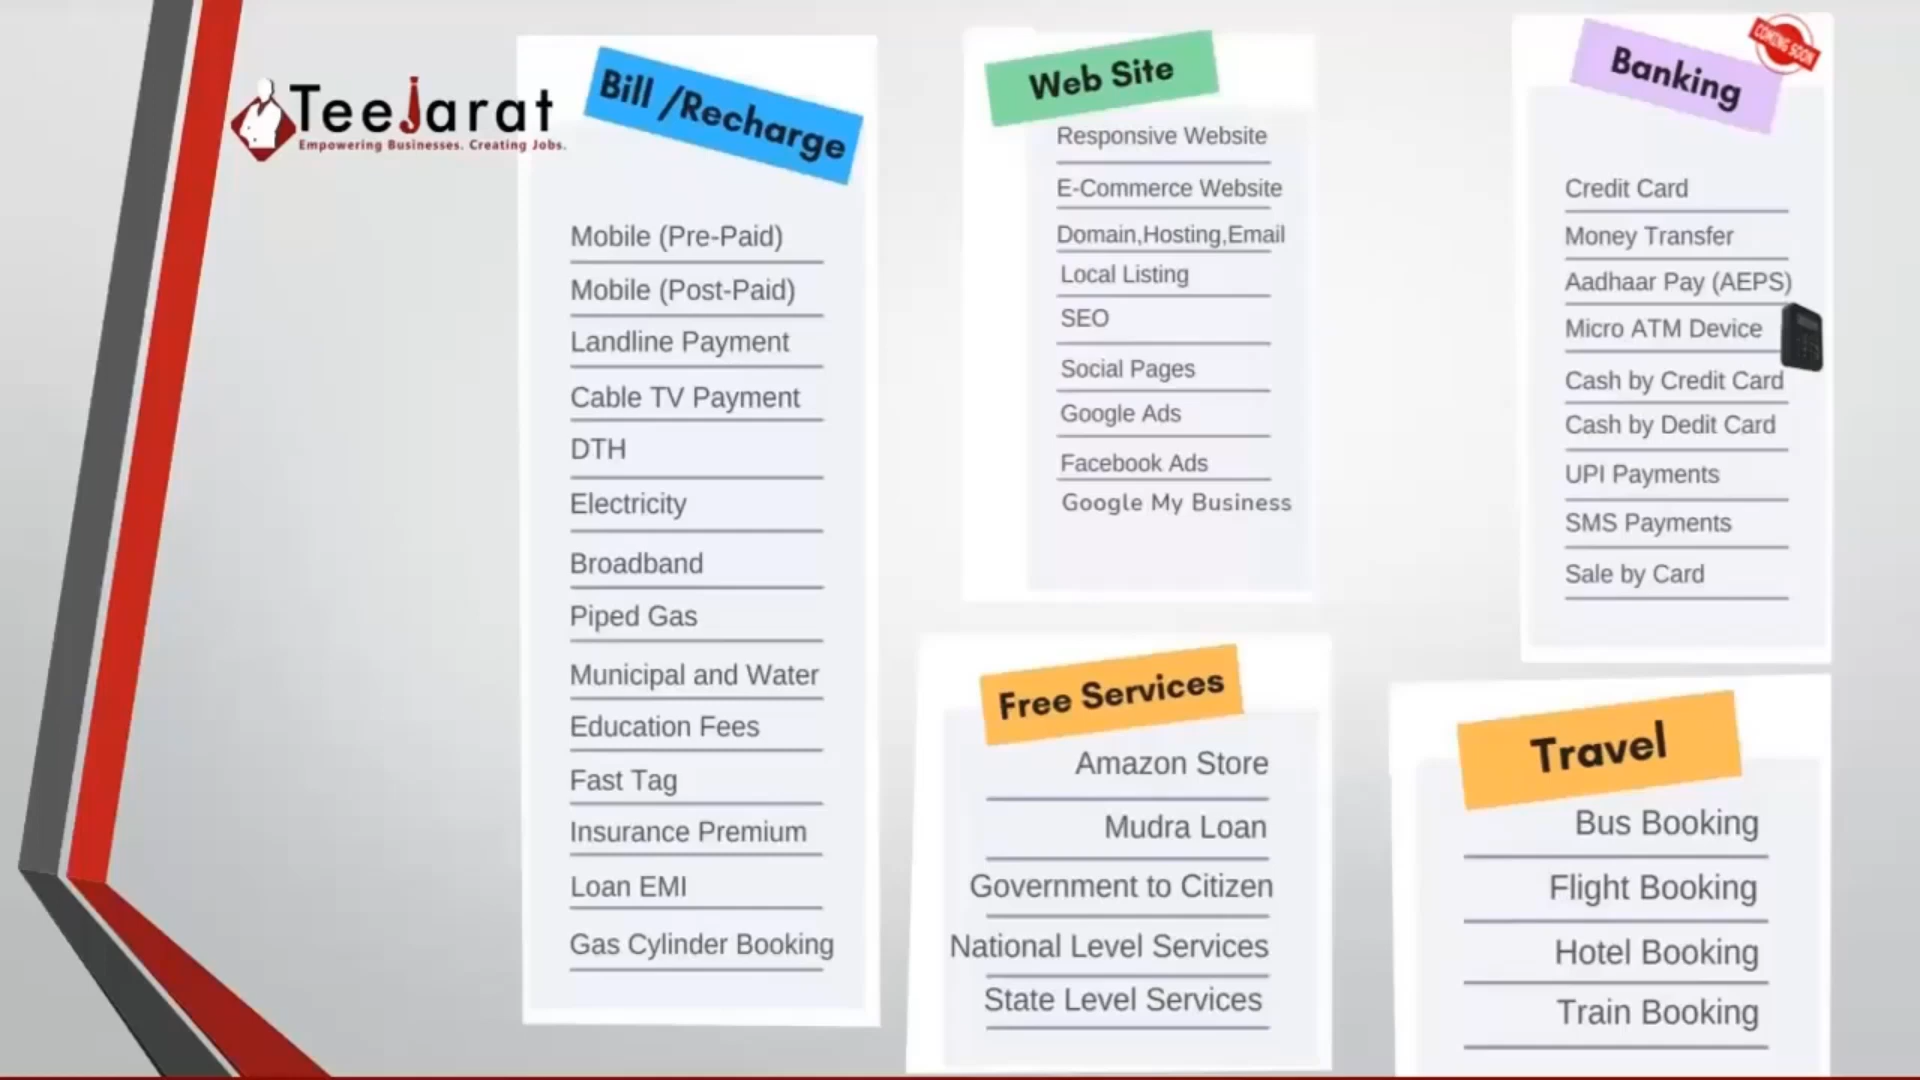 TeeJarat
Empowering Businesses. Creating Jobs.
Bill /Recharge
Mobile (Pre-Paid)
Mobile (Post-Paid)
Landline Payment
Cable TV Payment
DTH
Electricity
Broadband
Piped Gas
Municipal and Water
Education Fees
Fast Tag
Insurance Premium
Loan EMI
Gas Cylinder Booking
Web Site
Responsive Website
E-Commerce Website
Domain,Hosting,Email
Local Listing
SEO
Social Pages
Google Ads
Facebook Ads
Google My Business
Free Services
Amazon Store
Mudra Loan
Government to Citizen
National Level Services
State Level Services
Banking
COMING SOON
Credit Card
Money Transfer
Aadhaar Pay (AEPS)
Micro ATM Device
Cash by Credit Card
Cash by Dedit Card
UPI Payments
SMS Payments
Sale by Card
Travel
Bus Booking
Flight Booking
Hotel Booking
Train Booking